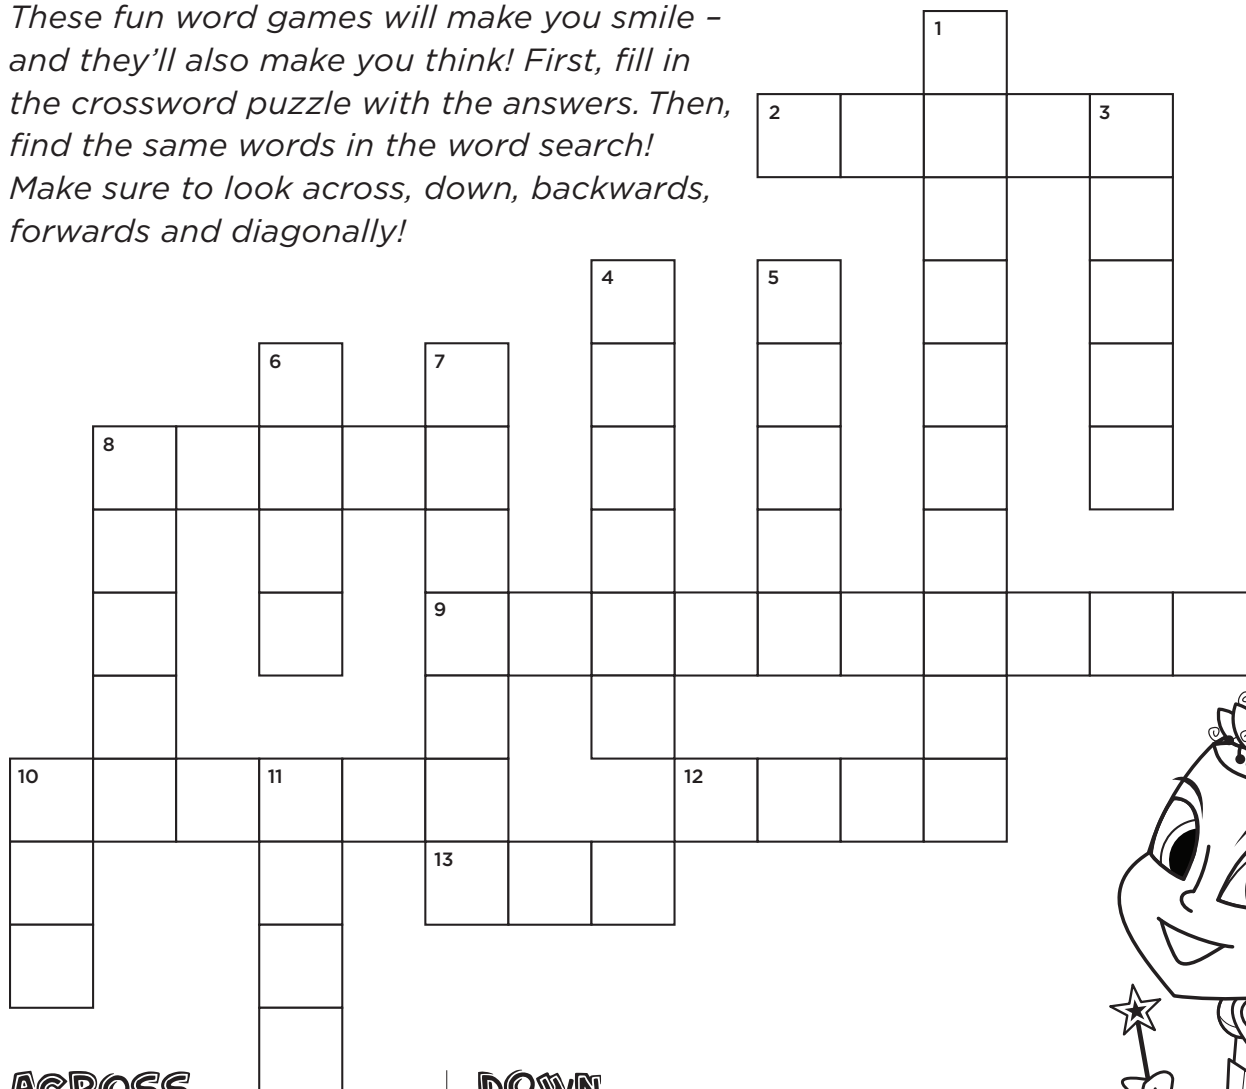 These fun word games will make you smile –
and they’ll also make you think! First, fill in
the crossword puzzle with the answers. Then,
find the same words in the word search!
Make sure to look across, down, backwards,
forwards and diagonally!
1
2 3
4 5
6 7
8
9
10 11 12
13
ACROSS DOWN